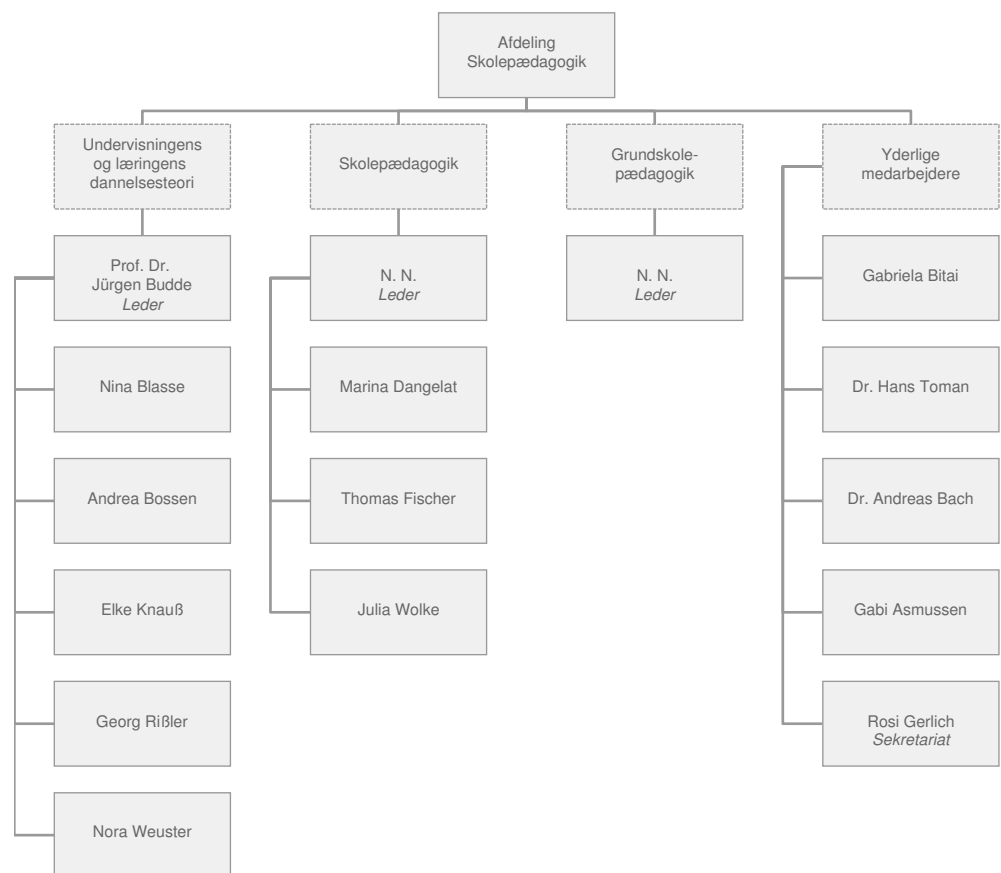 Afdeling
Skolepædagogik
Undervisningens
og læringens
dannelsesteori
Skolepædagogik
Grundskole-
pædagogik
Yderlige
medarbejdere
Prof. Dr.
Jürgen Budde
Leder
N. N.
Leder
N. N.
Leder
Gabriela Bitai
Nina Blasse
Marina Dangelat
Dr. Hans Toman
Andrea Bossen
Thomas Fischer
Dr. Andreas Bach
Elke Knauß
Julia Wolke
Gabi Asmussen
Georg Rißler
Rosi Gerlich
Sekretariat
Nora Weuster